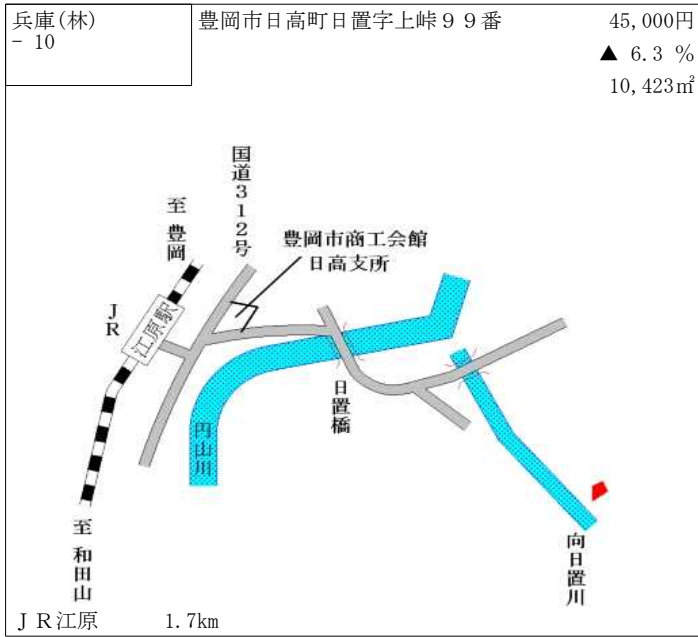 兵庫(林)
－ 10
豊岡市日高町日置字上峠９９番
45,000円
▲ 6.3 %
10,423㎡
国道３１２号
至 豊岡
豊岡市商工会館
日高支所
ＪＲ
江原駅
日置橋
円山川
至 和田山
向日置川
ＪＲ江原 1.7km